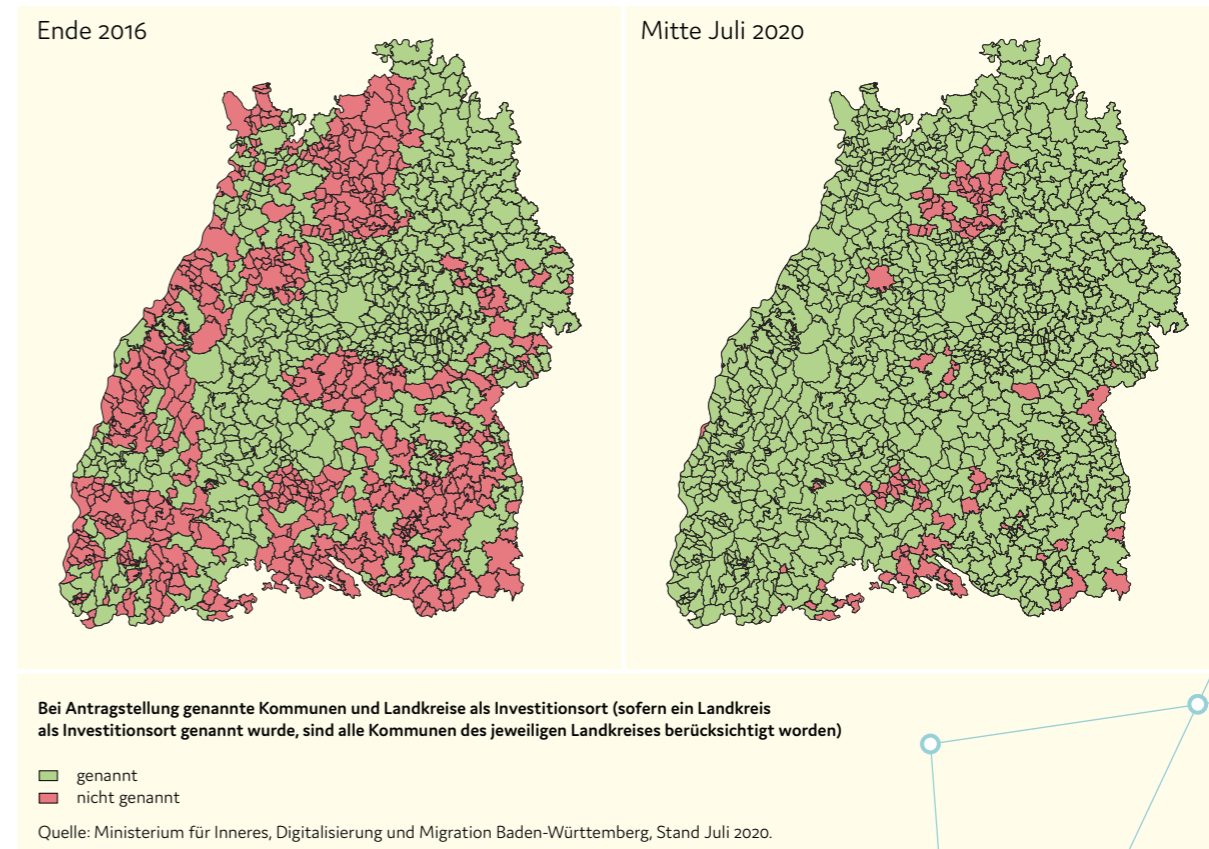 Ende 2016
Mitte Juli 2020
Bei Antragstellung genannte Kommunen und Landkreise als Investitionsort (sofern ein Landkreis
als Investitionsort genannt wurde, sind alle Kommunen des jeweiligen Landkreises berücksichtigt worden)
genannt
nicht genannt
Quelle: Ministerium für Inneres, Digitalisierung und Migration Baden-Württemberg, Stand Juli 2020.